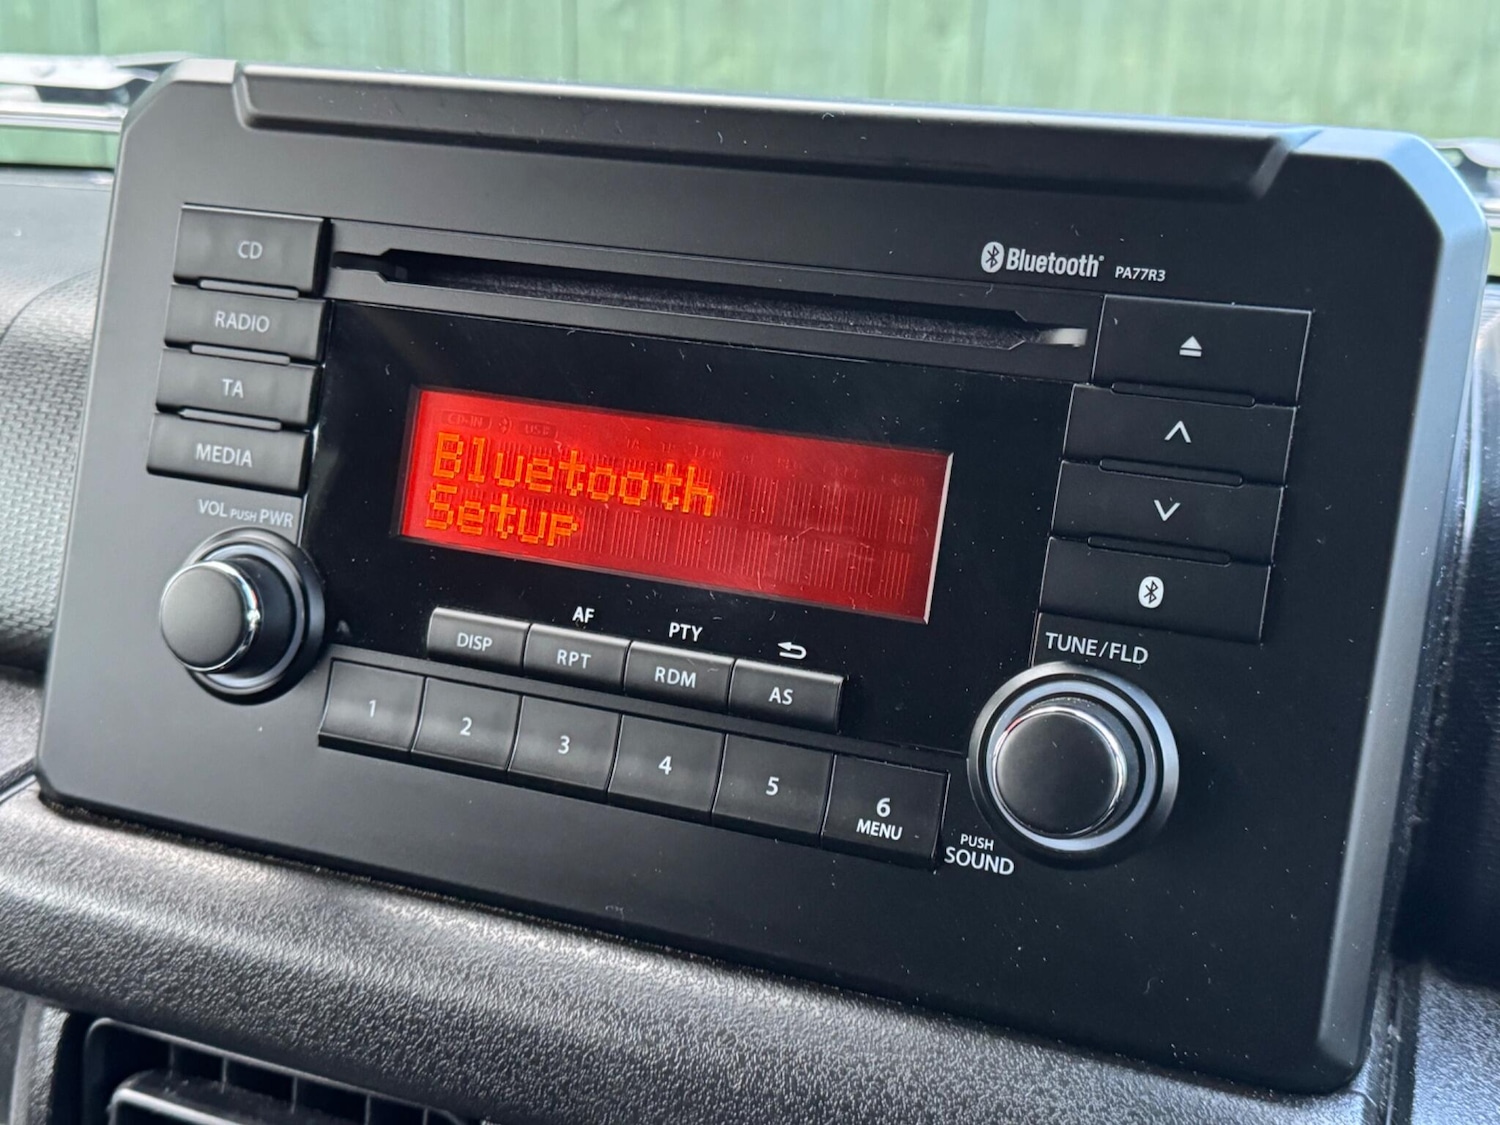 CD
Bluetooth® PA77R3
RADIO
TA
MEDIA
Bluetooth
Setup
VOL PUSH PWR
AF
PTY
DISP
RPT
RDM
AS
TUNE/FLD
1
2
3
4
5
6
MENU
PUSH
SOUND